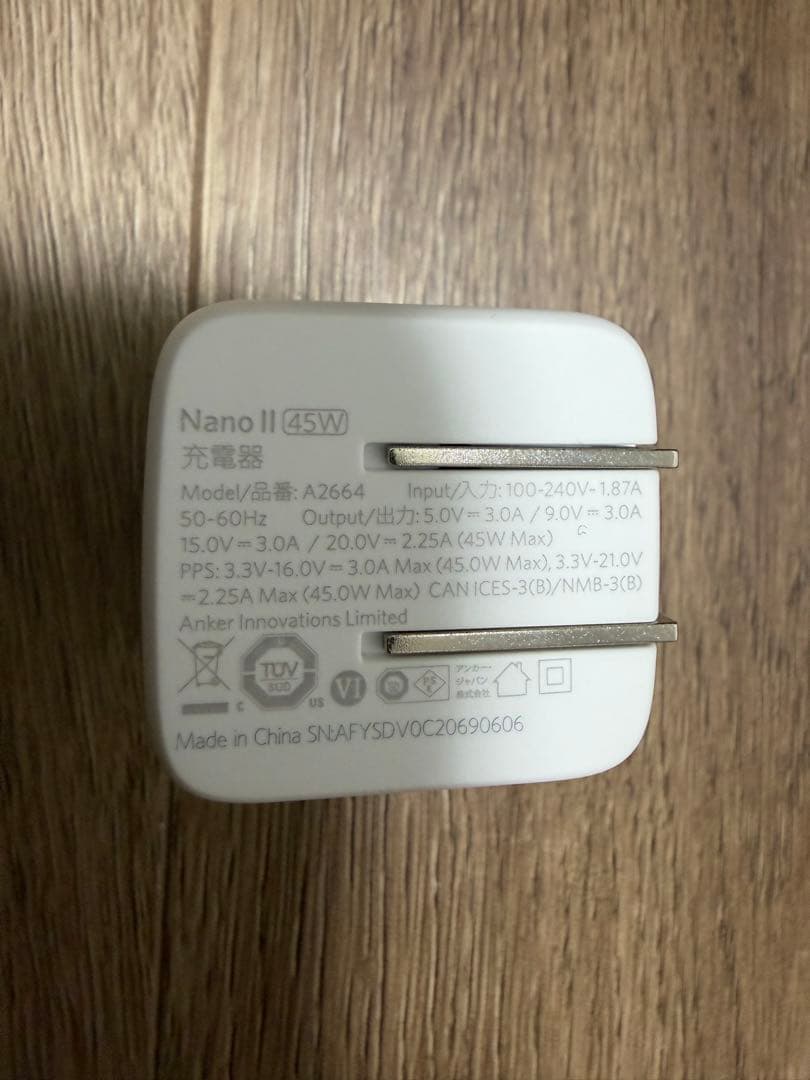 Nano II 45W
充電器
Model/品番: A2664 Input/入力: 100-240V~1.87A
50-60Hz Output/出力: 5.0V⎓3.0A / 9.0V⎓3.0A
15.0V⎓3.0A / 20.0V⎓2.25A (45W Max)
PPS: 3.3V-16.0V⎓3.0A Max (45.0W Max), 3.3V-21.0V
⎓2.25A Max (45.0W Max) CAN ICES-3(B)/NMB-3(B)
Anker Innovations Limited
c TÜV SÜD US VI PS E アンカー・ジャパン株式会社
Made in China SN:AFYSDV0C20690606